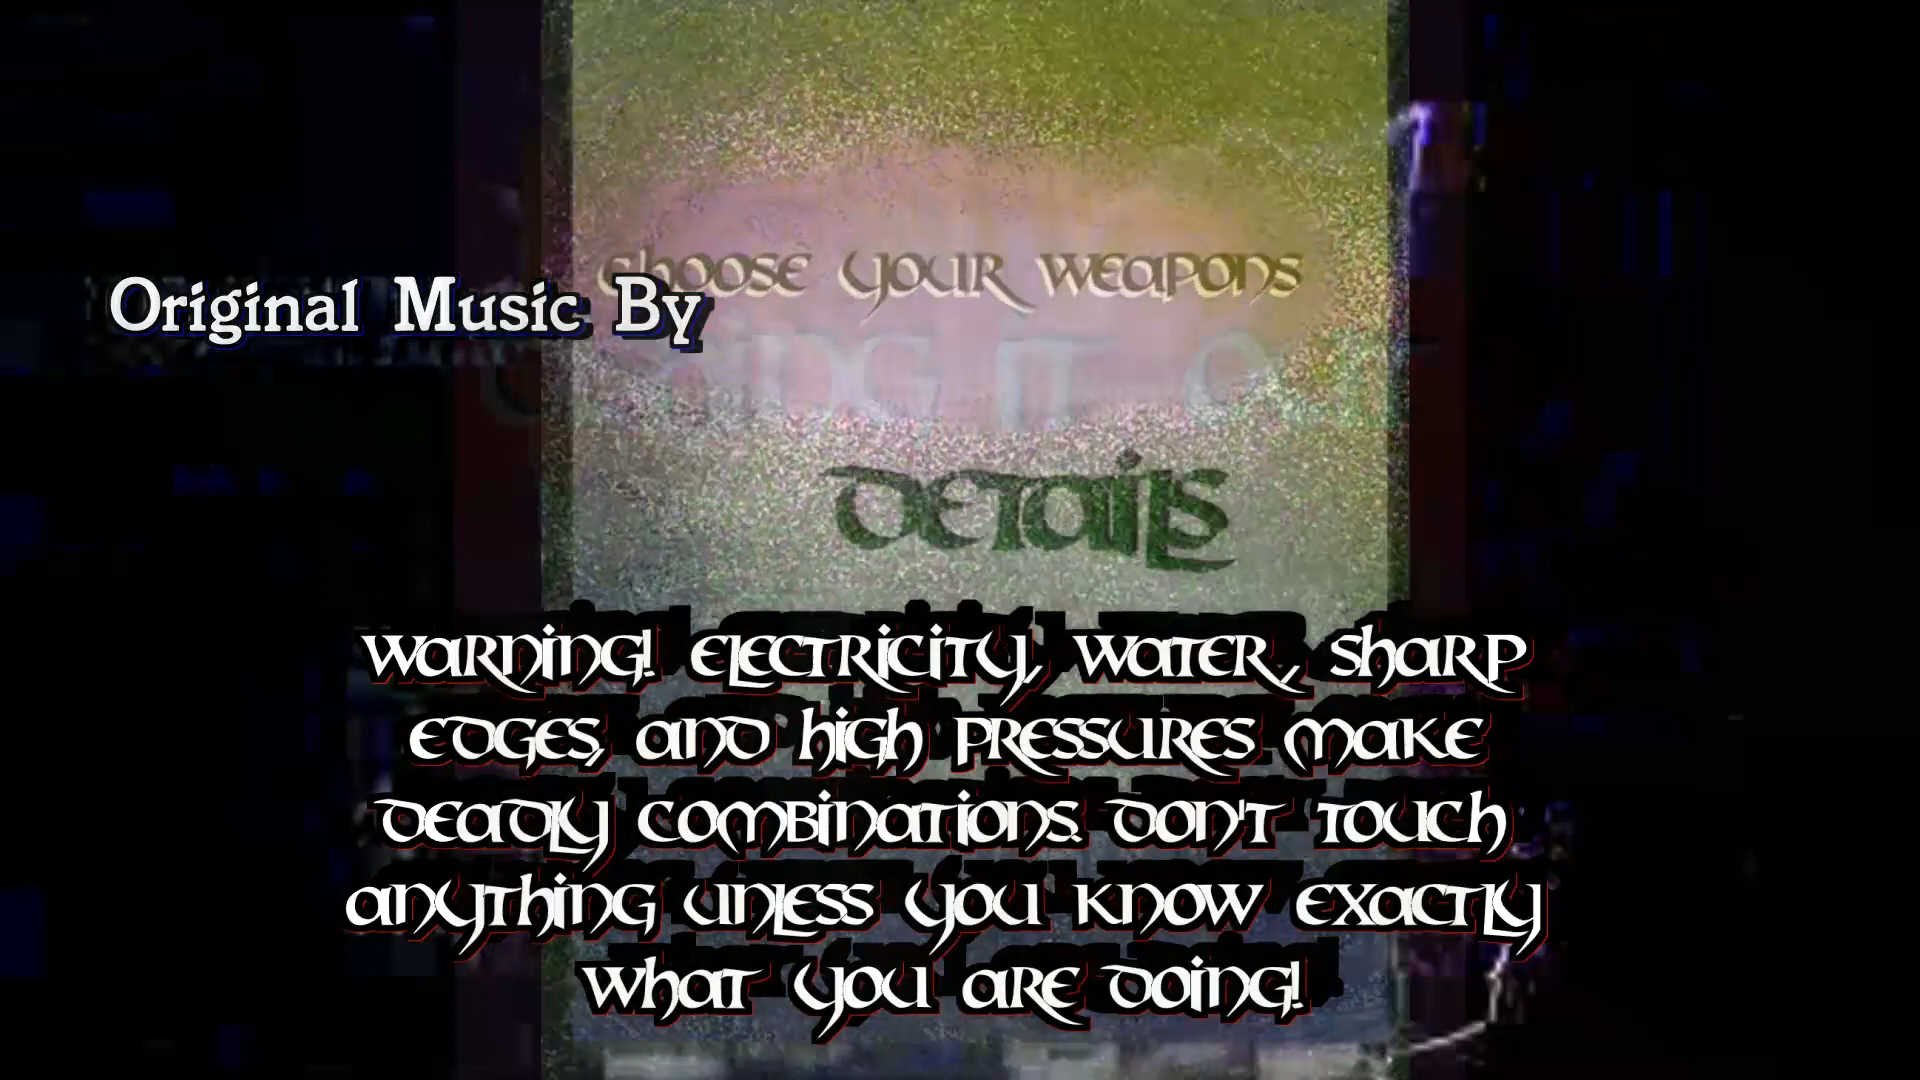 Choose your weapons
Original Music By
Details
Warning! Electricity, water, sharp
edges, and high pressures make
deadly combinations. Don't touch
anything unless you know exactly
what you are doing!